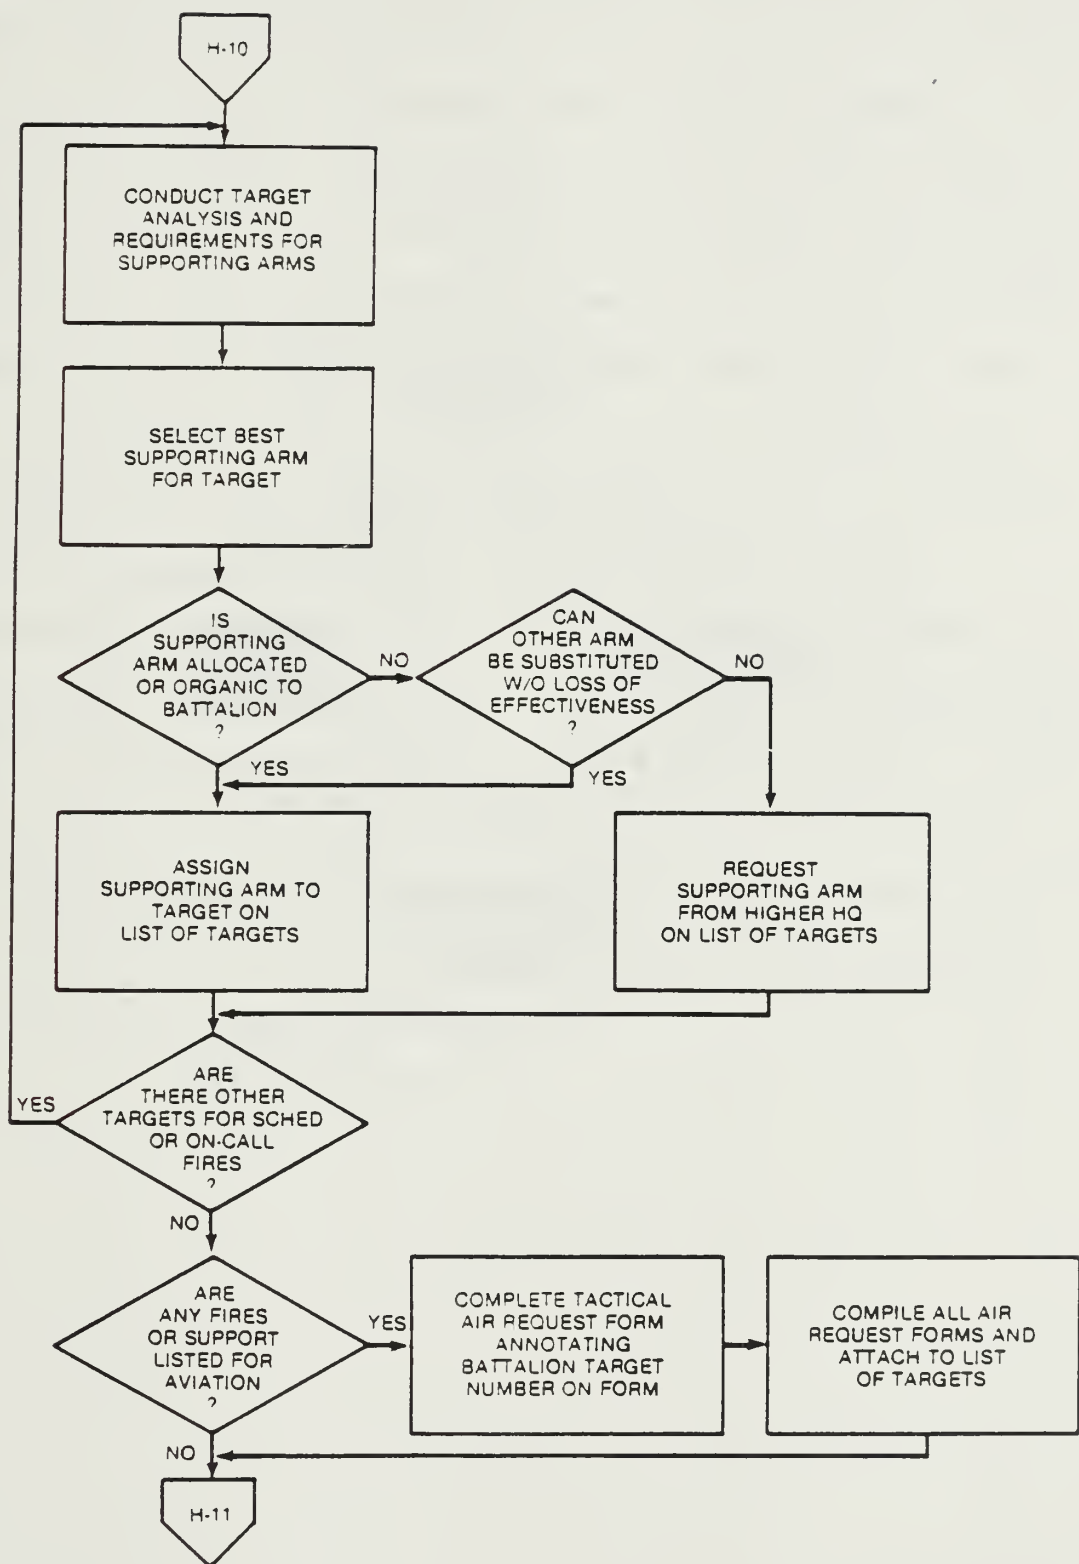 H-10
CONDUCT TARGET
ANALYSIS AND
REQUIREMENTS FOR
SUPPORTING ARMS
SELECT BEST
SUPPORTING ARM
FOR TARGET
IS
SUPPORTING
ARM ALLOCATED
OR ORGANIC TO
BATTALION
?
NO
CAN
OTHER ARM
BE SUBSTITUTED
W/O LOSS OF
EFFECTIVENESS
?
NO
YES
YES
ASSIGN
SUPPORTING ARM TO
TARGET ON
LIST OF TARGETS
REQUEST
SUPPORTING ARM
FROM HIGHER HQ
ON LIST OF TARGETS
YES
ARE
THERE OTHER
TARGETS FOR SCHED
OR ON-CALL
FIRES
?
NO
ARE
ANY FIRES
OR SUPPORT
LISTED FOR
AVIATION
?
YES
COMPLETE TACTICAL
AIR REQUEST FORM
ANNOTATING
BATTALION TARGET
NUMBER ON FORM
COMPILE ALL AIR
REQUEST FORMS AND
ATTACH TO LIST
OF TARGETS
NO
H-11